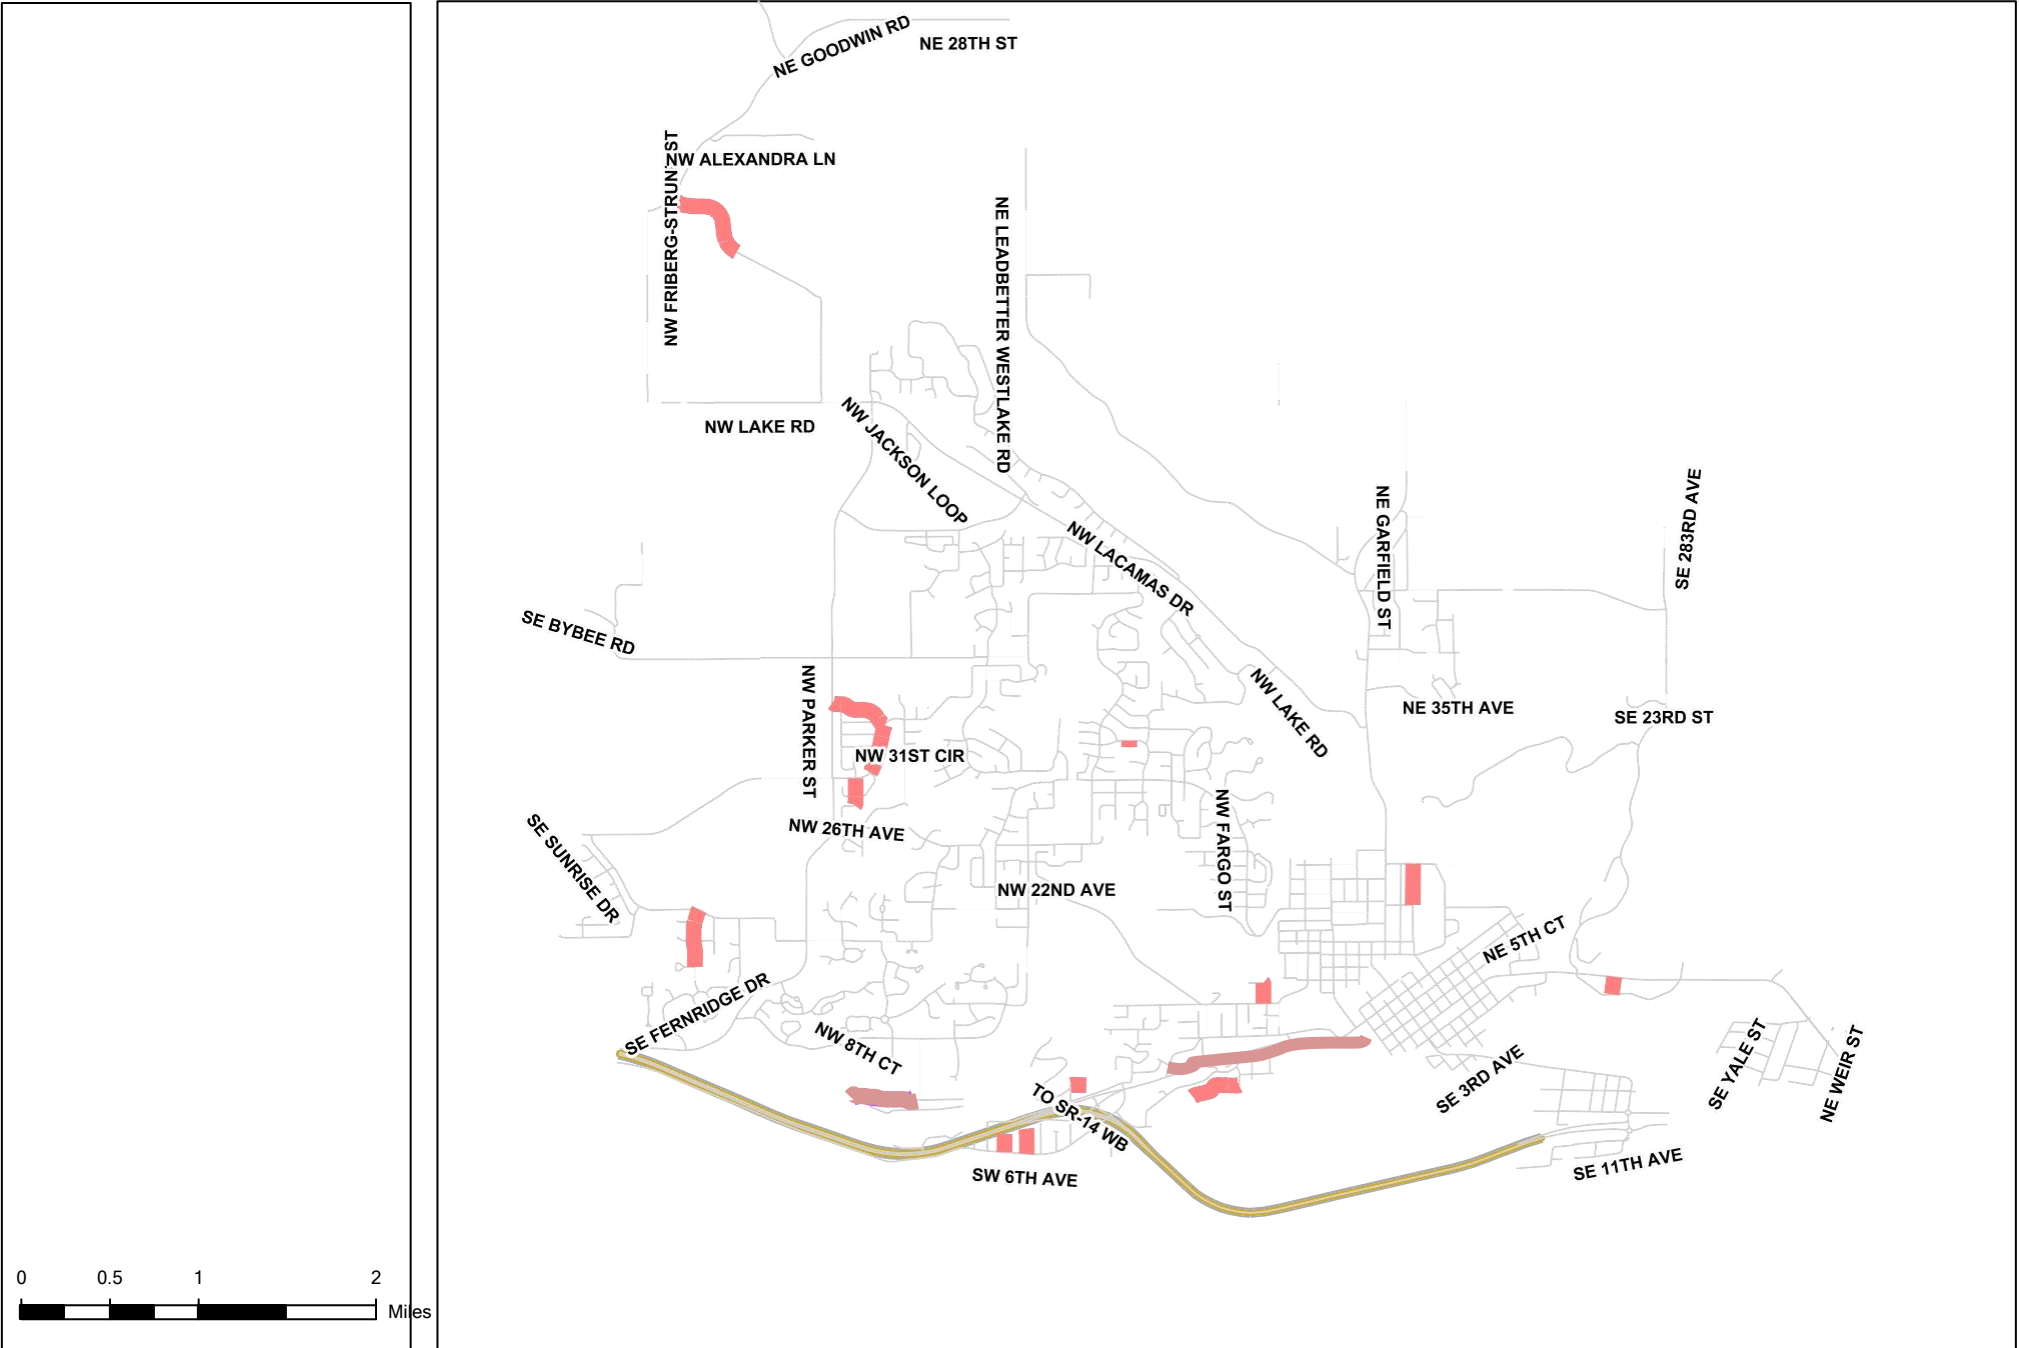 NE GOODWIN RD
NE 28TH ST
NW ALEXANDRA LN
NW FRIBERG-STRUNK ST
NE LEADBETTER WESTLAKE RD
NW LAKE RD
NW JACKSON LOOP
NE GARFIELD ST
SE 283RD AVE
NW LACAMAS DR
SE BYBEE RD
NW PARKER ST
NW LAKE RD
NE 35TH AVE
SE 23RD ST
NW 31ST CIR
NW FARGO ST
NW 26TH AVE
SE SUNRISE DR
NW 22ND AVE
NE 5TH CT
SE FERNRIDGE DR
NW 8TH CT
SE YALE ST
NE WEIR ST
SE 3RD AVE
TO SR-14 WB
SW 6TH AVE
SE 11TH AVE
0 0.5 1 2
Miles